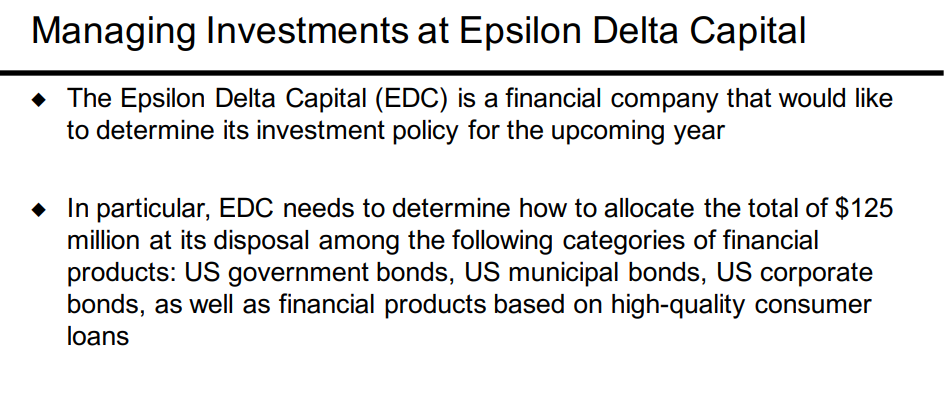 Managing Investments at Epsilon Delta Capital
◆ The Epsilon Delta Capital (EDC) is a financial company that would like
to determine its investment policy for the upcoming year
◆ In particular, EDC needs to determine how to allocate the total of $125
million at its disposal among the following categories of financial
products: US government bonds, US municipal bonds, US corporate
bonds, as well as financial products based on high-quality consumer
loans